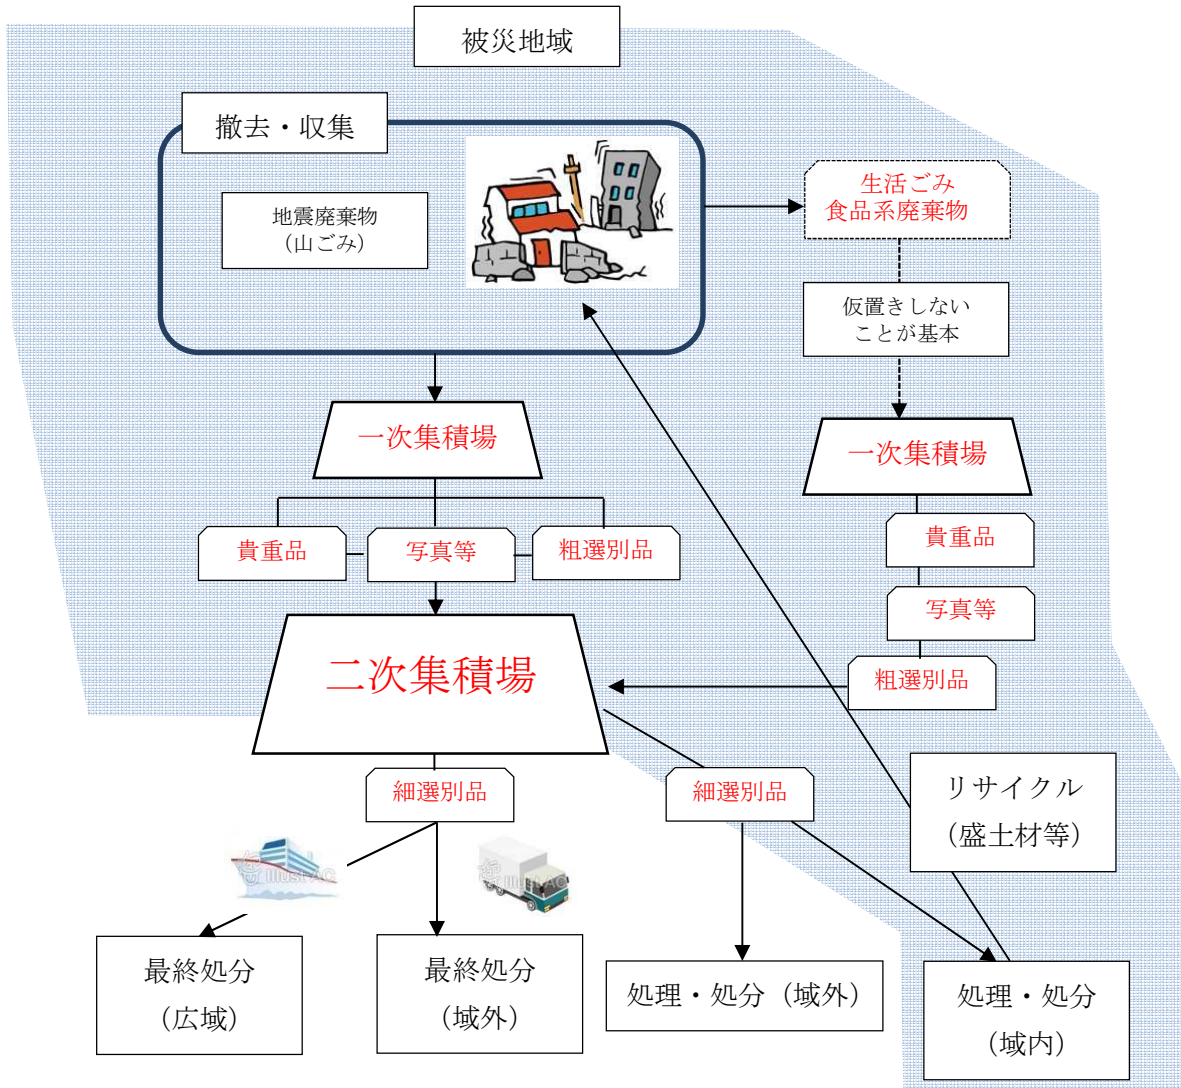 被災地域
撤去・収集
地震廃棄物
（山ごみ）
生活ごみ
食品系廃棄物
仮置きしない
ことが基本
一次集積場
一次集積場
貴重品
写真等
粗選別品
貴重品
写真等
粗選別品
二次集積場
細選別品
細選別品
リサイクル
（盛土材等）
最終処分
（広域）
最終処分
（域外）
処理・処分（域外）
処理・処分
（域内）